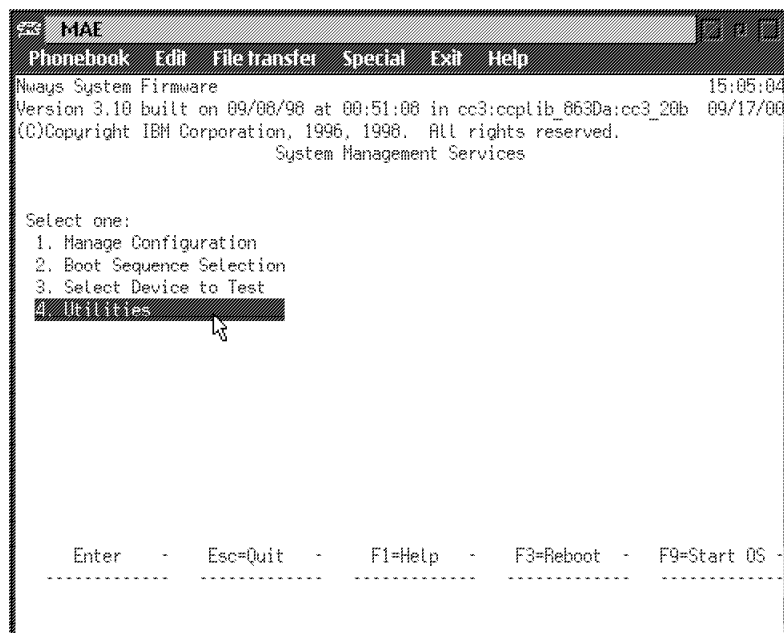 MAE
Phonebook Edit File transfer Special Exit Help
Nways System Firmware 15:05:04
Version 3.10 built on 09/08/98 at 00:51:08 in cc3:ccplib_863Da:cc3_20b 09/17/00
(C)Copyright IBM Corporation, 1996, 1998. All rights reserved.
System Management Services
Select one:
1. Manage Configuration
2. Boot Sequence Selection
3. Select Device to Test
4. Utilities
Enter - Esc=Quit - F1=Help - F3=Reboot - F9=Start OS -